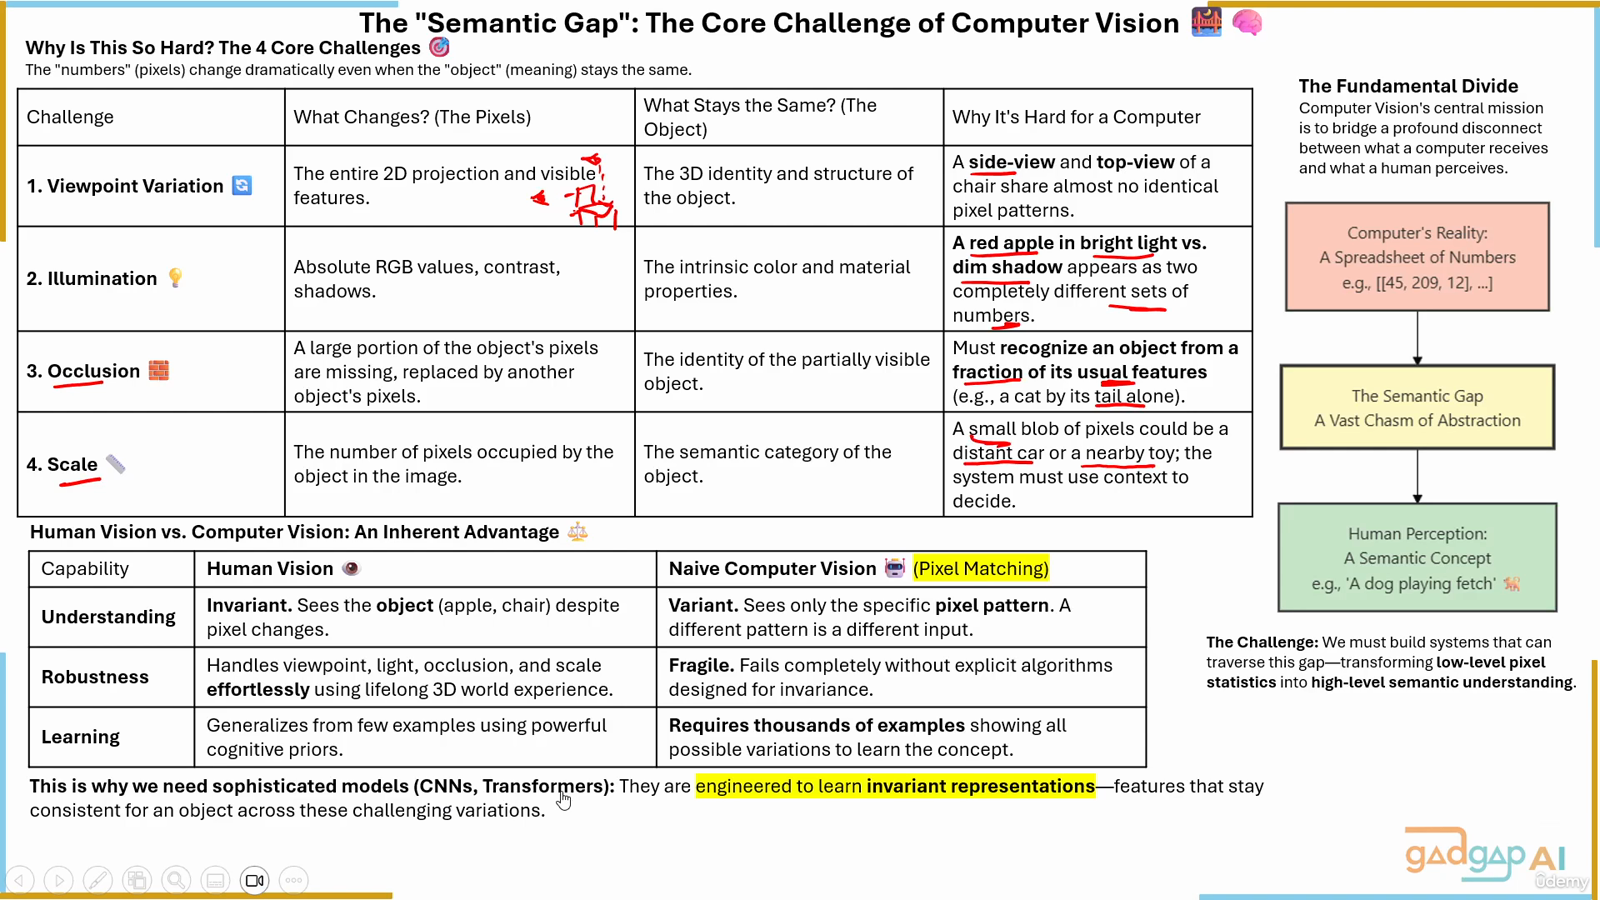 The "Semantic Gap": The Core Challenge of Computer Vision
Why Is This So Hard? The 4 Core Challenges
The "numbers" (pixels) change dramatically even when the "object" (meaning) stays the same.
Challenge
What Changes? (The Pixels)
What Stays the Same? (The
Object)
Why It's Hard for a Computer
1. Viewpoint Variation
The entire 2D projection and visible
features.
The 3D identity and structure of
the object.
A side-view and top-view of a
chair share almost no identical
pixel patterns.
2. Illumination
Absolute RGB values, contrast,
shadows.
The intrinsic color and material
properties.
A red apple in bright light vs.
dim shadow appears as two
completely different sets of
numbers.
3. Occlusion
A large portion of the object's pixels
are missing, replaced by another
object's pixels.
The identity of the partially visible
object.
Must recognize an object from a
fraction of its usual features
(e.g., a cat by its tail alone).
4. Scale
The number of pixels occupied by the
object in the image.
The semantic category of the
object.
A small blob of pixels could be a
distant car or a nearby toy; the
system must use context to
decide.
Human Vision vs. Computer Vision: An Inherent Advantage
Capability
Human Vision
Naive Computer Vision (Pixel Matching)
Understanding
Invariant. Sees the object (apple, chair) despite
pixel changes.
Variant. Sees only the specific pixel pattern. A
different pattern is a different input.
Robustness
Handles viewpoint, light, occlusion, and scale
effortlessly using lifelong 3D world experience.
Fragile. Fails completely without explicit algorithms
designed for invariance.
Learning
Generalizes from few examples using powerful
cognitive priors.
Requires thousands of examples showing all
possible variations to learn the concept.
This is why we need sophisticated models (CNNs, Transformers): They are engineered to learn invariant representations—features that stay
consistent for an object across these challenging variations.
The Fundamental Divide
Computer Vision's central mission
is to bridge a profound disconnect
between what a computer receives
and what a human perceives.
Computer's Reality:
A Spreadsheet of Numbers
e.g., [[45, 209, 12], ...]
The Semantic Gap
A Vast Chasm of Abstraction
Human Perception:
A Semantic Concept
e.g., 'A dog playing fetch'
The Challenge: We must build systems that can
traverse this gap—transforming low-level pixel
statistics into high-level semantic understanding.
gadgap AI
ûdemy